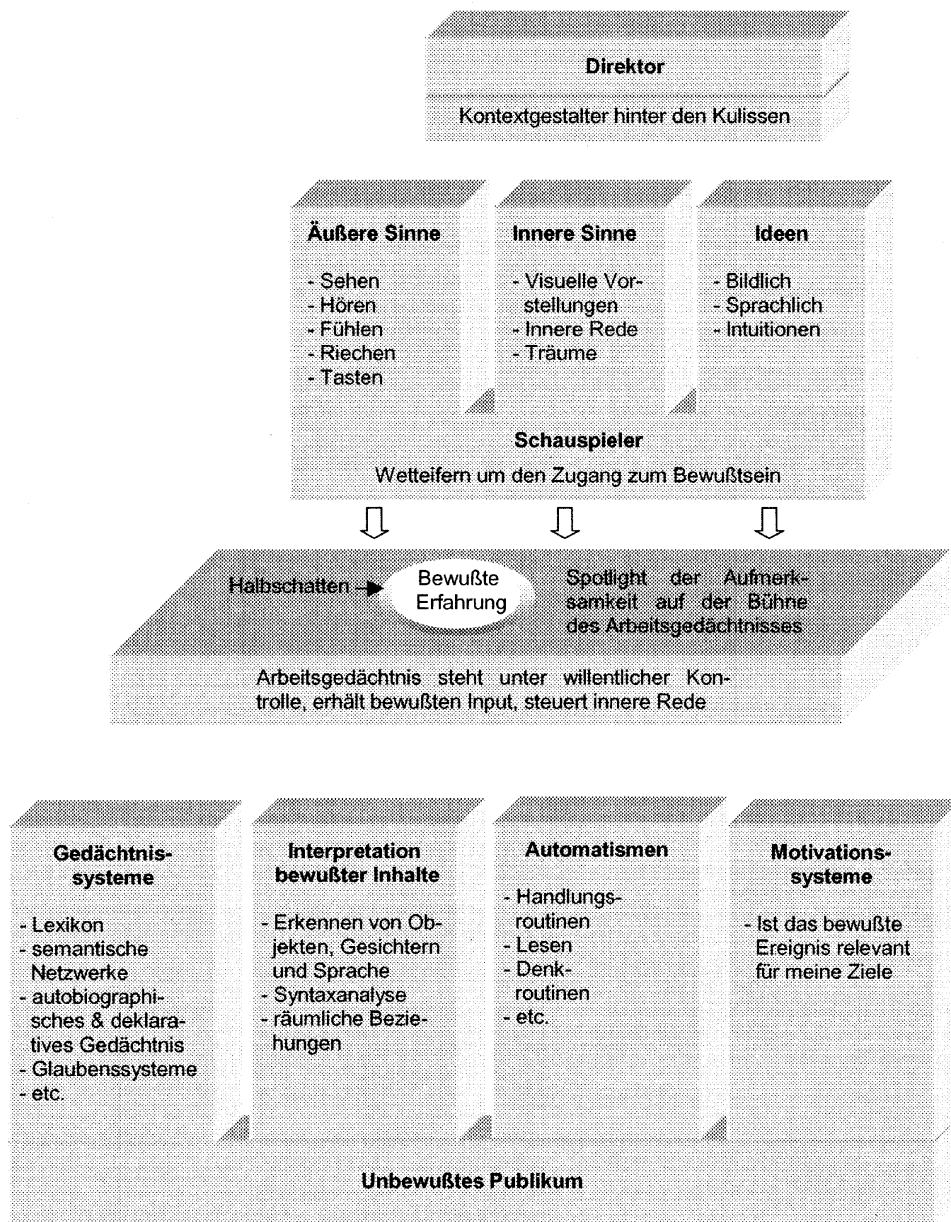 Direktor
Kontextgestalter hinter den Kulissen
Äußere Sinne
- Sehen
- Hören
- Fühlen
- Riechen
- Tasten
Innere Sinne
- Visuelle Vor-
stellungen
- Innere Rede
- Träume
Ideen
- Bildlich
- Sprachlich
- Intuitionen
Schauspieler
Wetteifern um den Zugang zum Bewußtsein
Halbschatten
Bewußte
Erfahrung
Spotlight der Aufmerk-
samkeit auf der Bühne
des Arbeitsgedächtnisses
Arbeitsgedächtnis steht unter willentlicher Kon-
trolle, erhält bewußten Input, steuert innere Rede
Gedächtnis-
systeme
- Lexikon
- semantische
Netzwerke
- autobiographi-
sches & deklara-
tives Gedächtnis
- Glaubenssysteme
- etc.
Interpretation
bewußter Inhalte
- Erkennen von Ob-
jekten, Gesichtern
und Sprache
- Syntaxanalyse
- räumliche Bezie-
hungen
Automatismen
- Handlungs-
routinen
- Lesen
- Denk-
routinen
- etc.
Motivations-
systeme
- Ist das bewußte
Ereignis relevant
für meine Ziele
Unbewußtes Publikum